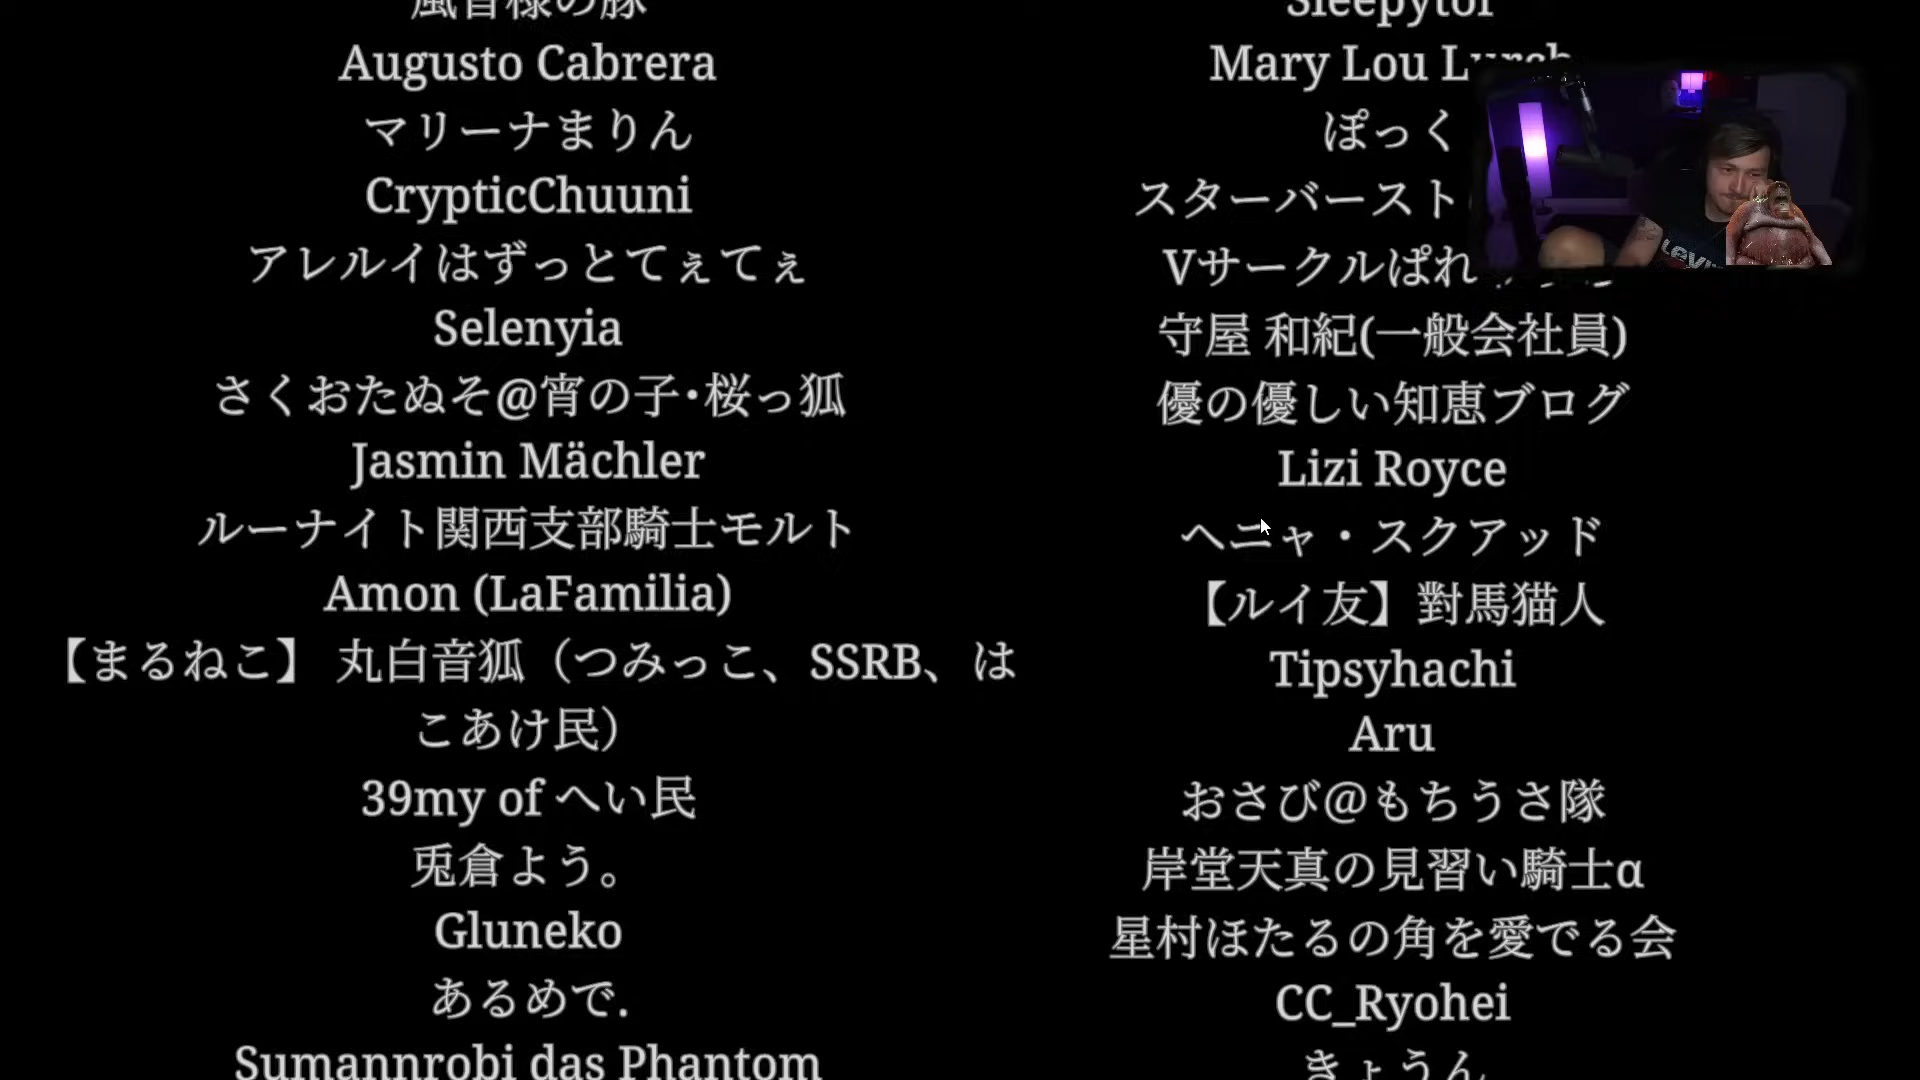 Augusto Cabrera
マリーナまりん
CrypticChuuni
アレルイはずっとてぇてぇ
Selenyia
さくおたぬそ@宵の子•桜っ狐
Jasmin Mächler
ルーナイト関西支部騎士モルト
Amon (LaFamilia)
【まるねこ】 丸白音狐（つみっこ、SSRB、は
こあけ民）
39my of へい民
兎倉よう。
Gluneko
あるめで.
Sumannrobi das Phantom
Sleepytor
Mary Lou
ぽっく
スターバースト
Vサークルぱれ
守屋 和紀(一般会社員)
優の優しい知恵ブログ
Lizi Royce
ヘニャ・スクアッド
【ルイ友】對馬猫人
Tipsyhachi
Aru
おさび@もちうさ隊
岸堂天真の見習い騎士α
星村ほたるの角を愛でる会
CC_Ryohei
きょうん